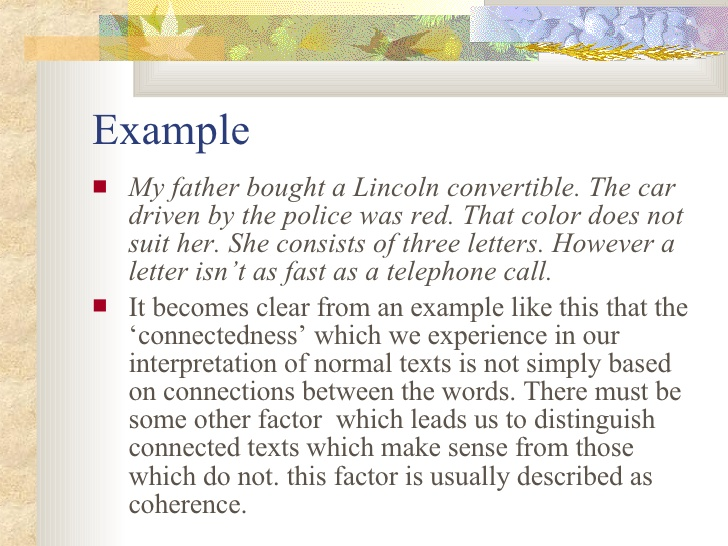 Example
My father bought a Lincoln convertible. The car
driven by the police was red. That color does not
suit her. She consists of three letters. However a
letter isn’t as fast as a telephone call.
It becomes clear from an example like this that the
‘connectedness’ which we experience in our
interpretation of normal texts is not simply based
on connections between the words. There must be
some other factor  which leads us to distinguish
connected texts which make sense from those
which do not. this factor is usually described as
coherence.